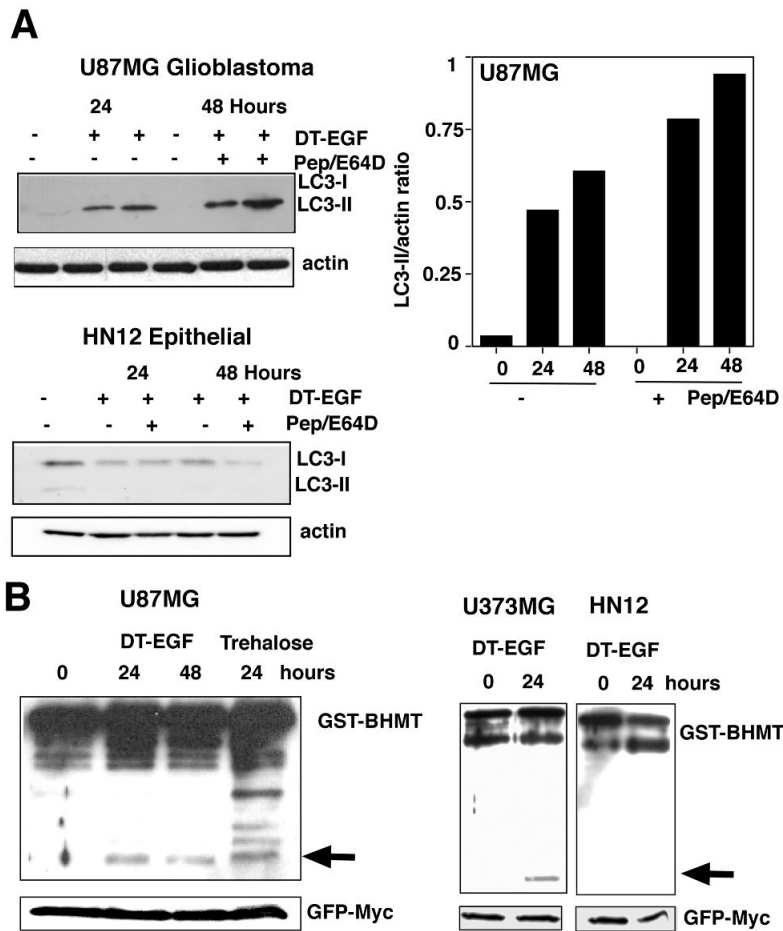 A
U87MG Glioblastoma
24 48 Hours
- + + - + + DT-EGF
- - - - + + Pep/E64D
LC3-I
LC3-II
actin
U87MG
LC3-II/actin ratio
1
0.75
0.5
0.25
0
0 24 48 0 24 48
- + Pep/E64D
HN12 Epithelial
24 48 Hours
- + + + + DT-EGF
- - + - + Pep/E64D
LC3-I
LC3-II
actin
B
U87MG
DT-EGF Trehalose
0 24 48 24 hours
GST-BHMT
GFP-Myc
U373MG HN12
DT-EGF DT-EGF
0 24 0 24 hours
GST-BHMT
GFP-Myc